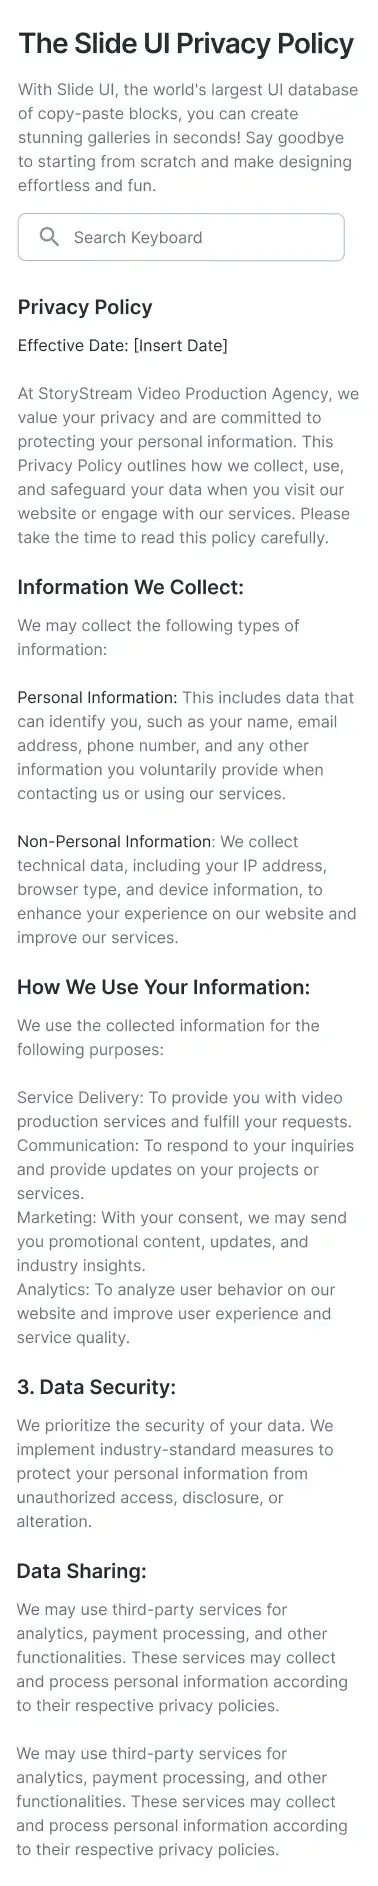 The Slide UI Privacy Policy
With Slide UI, the world's largest UI database
of copy-paste blocks, you can create
stunning galleries in seconds! Say goodbye
to starting from scratch and make designing
effortless and fun.
Search Keyboard
Privacy Policy
Effective Date: [Insert Date]
At StoryStream Video Production Agency, we
value your privacy and are committed to
protecting your personal information. This
Privacy Policy outlines how we collect, use,
and safeguard your data when you visit our
website or engage with our services. Please
take the time to read this policy carefully.
Information We Collect:
We may collect the following types of
information:
Personal Information: This includes data that
can identify you, such as your name, email
address, phone number, and any other
information you voluntarily provide when
contacting us or using our services.
Non-Personal Information: We collect
technical data, including your IP address,
browser type, and device information, to
enhance your experience on our website and
improve our services.
How We Use Your Information:
We use the collected information for the
following purposes:
Service Delivery: To provide you with video
production services and fulfill your requests.
Communication: To respond to your inquiries
and provide updates on your projects or
services.
Marketing: With your consent, we may send
you promotional content, updates, and
industry insights.
Analytics: To analyze user behavior on our
website and improve user experience and
service quality.
3. Data Security:
We prioritize the security of your data. We
implement industry-standard measures to
protect your personal information from
unauthorized access, disclosure, or
alteration.
Data Sharing:
We may use third-party services for
analytics, payment processing, and other
functionalities. These services may collect
and process personal information according
to their respective privacy policies.
We may use third-party services for
analytics, payment processing, and other
functionalities. These services may collect
and process personal information according
to their respective privacy policies.